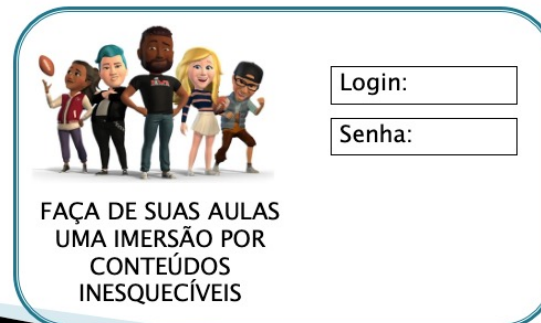 FAÇA DE SUAS AULAS
UMA IMERSÃO POR
CONTEÚDOS
INESQUECÍVEIS
Login:
Senha: